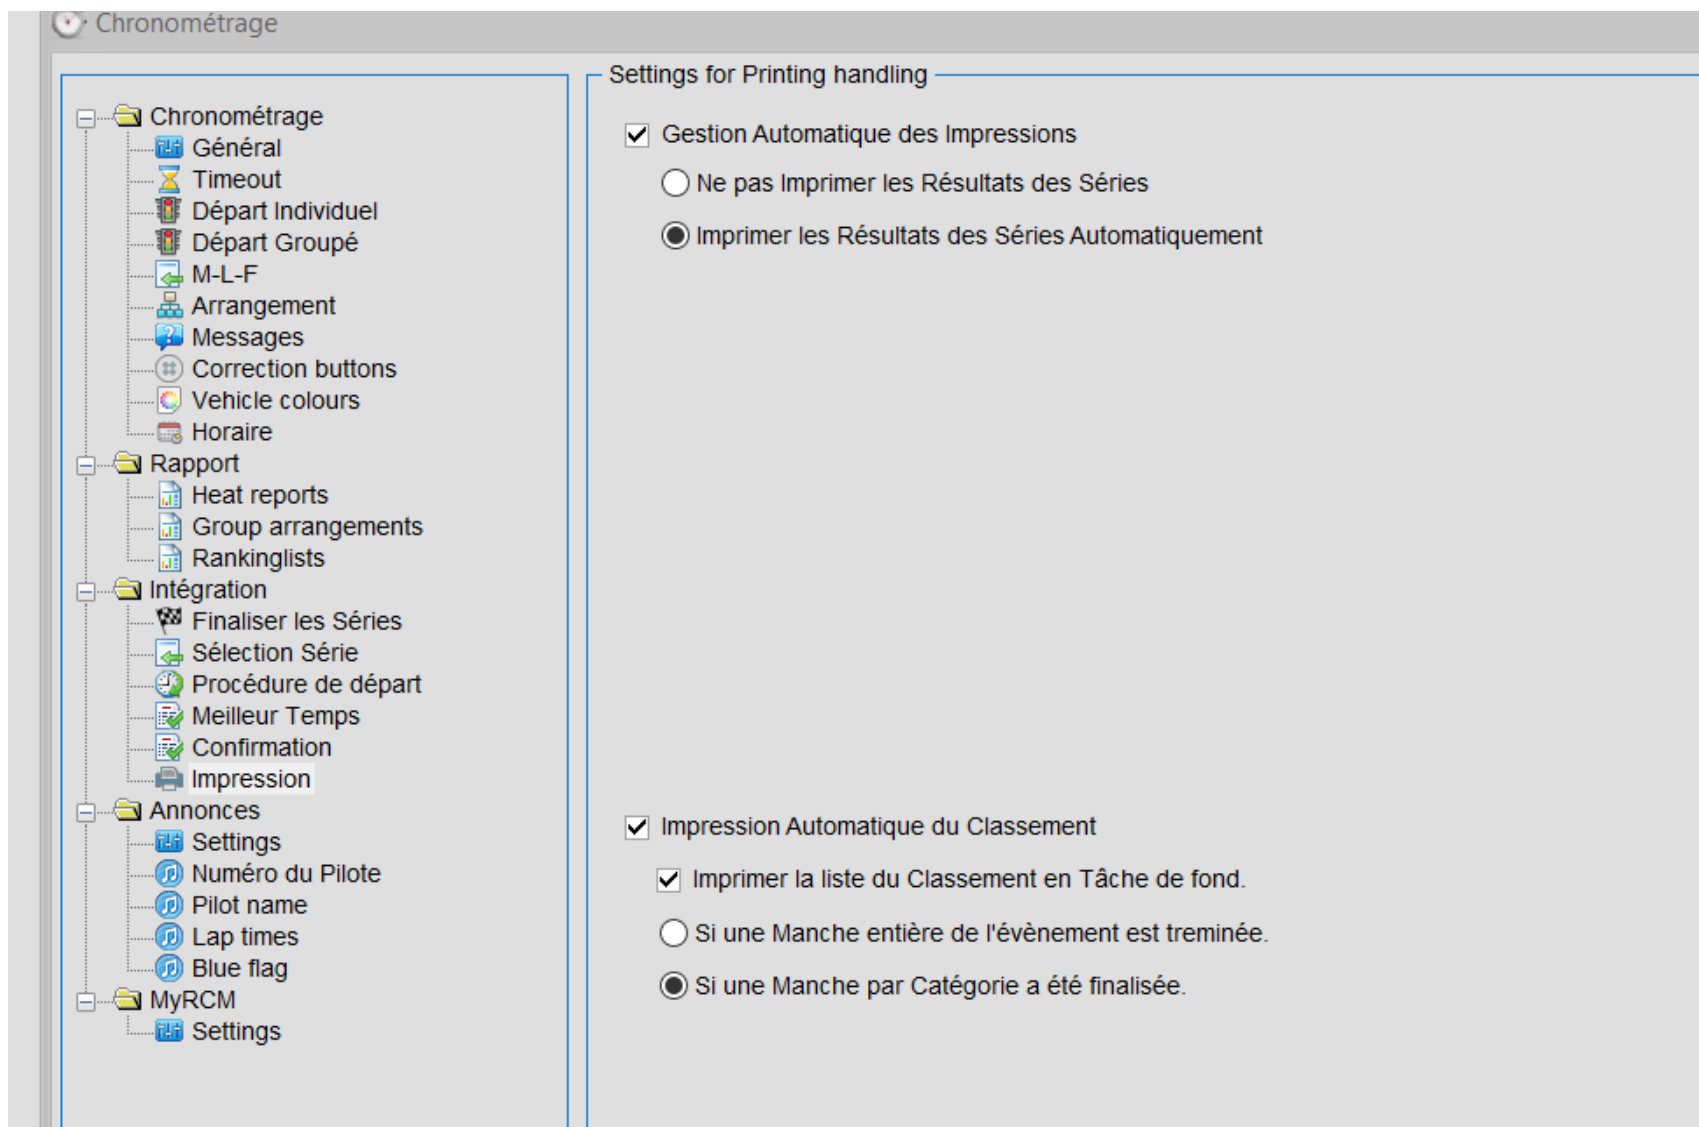 Chronométrage
Chronométrage
Général
Timeout
Départ Individuel
Départ Groupé
M-L-F
Arrangement
Messages
Correction buttons
Vehicle colours
Horaire
Rapport
Heat reports
Group arrangements
Rankinglists
Intégration
Finaliser les Séries
Sélection Série
Procédure de départ
Meilleur Temps
Confirmation
Impression
Annonces
Settings
Numéro du Pilote
Pilot name
Lap times
Blue flag
MyRCM
Settings
Settings for Printing handling
Gestion Automatique des Impressions
Ne pas Imprimer les Résultats des Séries
Imprimer les Résultats des Séries Automatiquement
Impression Automatique du Classement
Imprimer la liste du Classement en Tâche de fond.
Si une Manche entière de l'évènement est treminée.
Si une Manche par Catégorie a été finalisée.